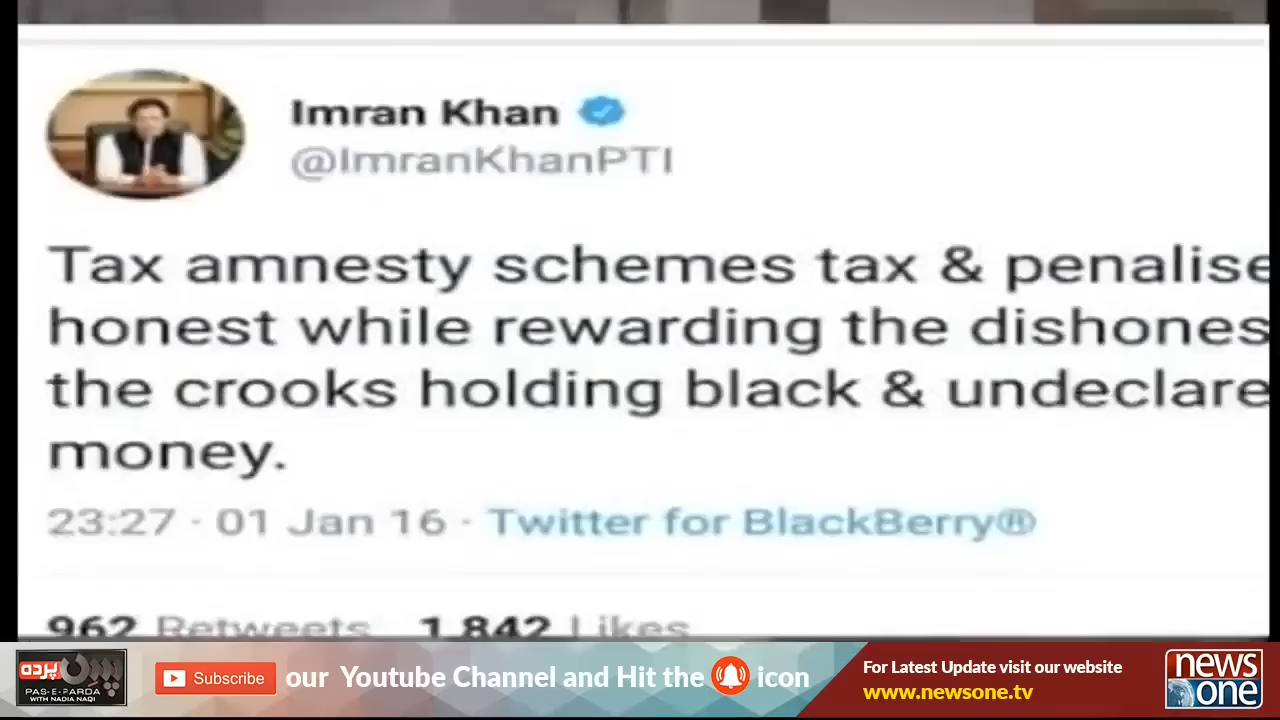 Imran Khan
@ImranKhanPTI
Tax amnesty schemes tax & penalise
honest while rewarding the dishones
the crooks holding black & undeclare
money.
23:27 · 01 Jan 16 · Twitter for BlackBerry®
962 Retweets 1,842 Likes
پس پردہ
PAS-E-PARDA
WITH NADIA NAQI
Subscribe our Youtube Channel and Hit the icon
For Latest Update visit our website
www.newsone.tv
news
one